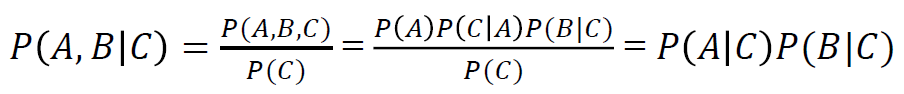 P(A, B|C) = P(A,B,C)/P(C) = P(A)P(C|A)P(B|C)/P(C) = P(A|C)P(B|C)